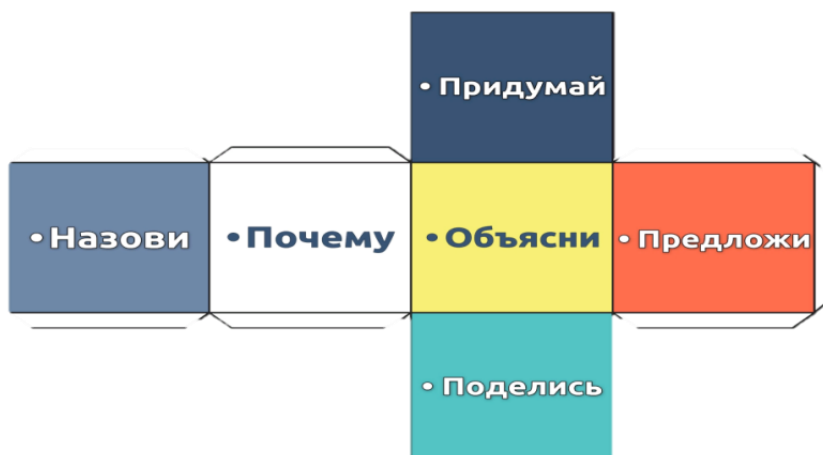 • Придумай
• Назови
• Почему
• Объясни
• Предложи
• Поделись